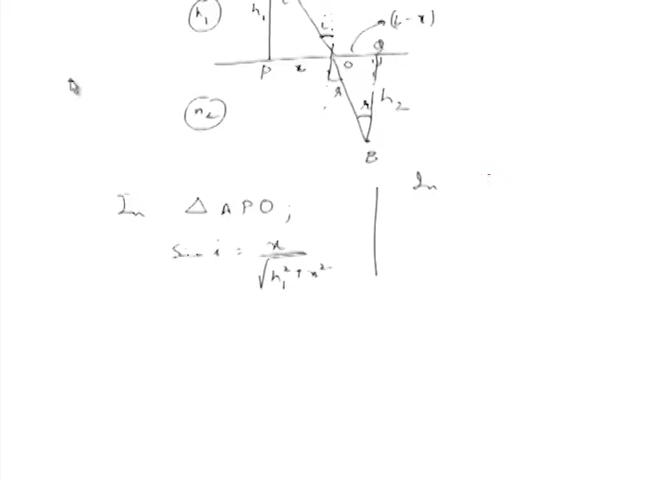 n₁ h₁ i (l - x)
P x O Q
r r h₂
n₂
B
In △ APO ; In
Sin i = x / √h₁² + x²